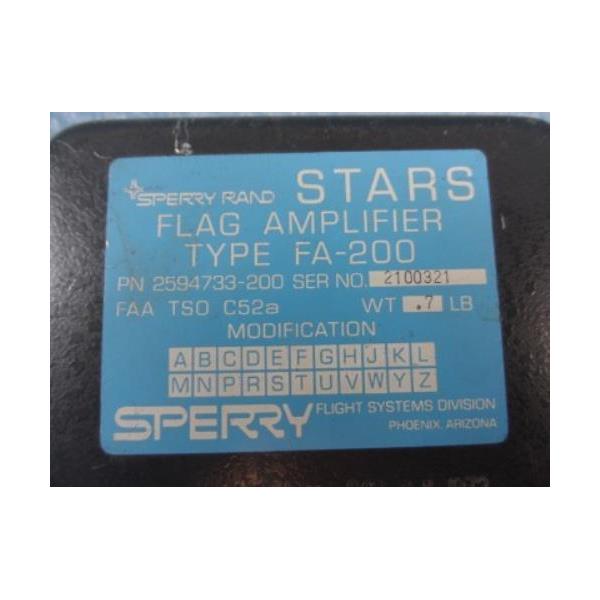 SPERRY RAND STARS
FLAG AMPLIFIER
TYPE FA-200
PN 2594733-200 SER NO. 2100321
FAA TSO C52a WT .7 LB
MODIFICATION
A B C D E F G H J K L
M N P R S T U V W Y Z
SPERRY FLIGHT SYSTEMS DIVISION
PHOENIX, ARIZONA